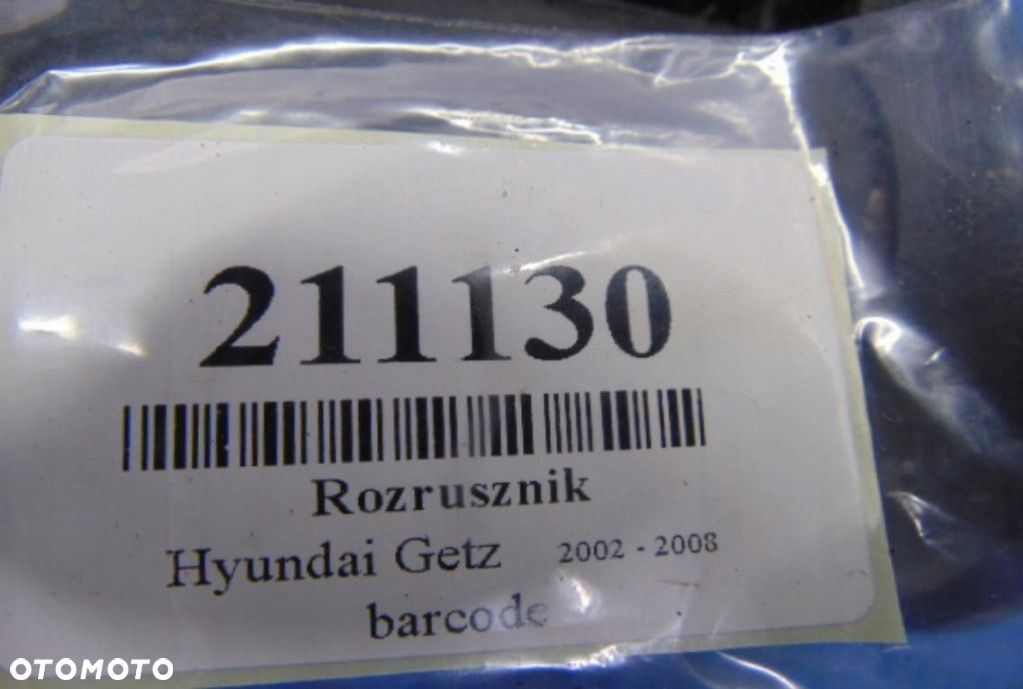 211130
Rozrusznik
Hyundai Getz 2002 - 2008
barcode
OTOMOTO